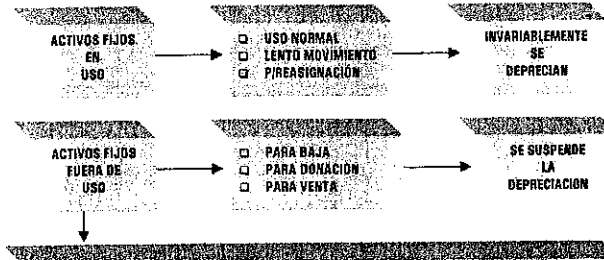 ACTIVOS FIJOS
EN
USO
❑ USO NORMAL
❑ LENTO MOVIMIENTO
❑ P/REASIGNACIÓN
INVARIABLEMENTE
SE
DEPRECIAN
ACTIVOS FIJOS
FUERA DE
USO
❑ PARA BAJA
❑ PARA DONACIÓN
❑ PARA VENTA
SE SUSPENDE
LA
DEPRECIACIÓN